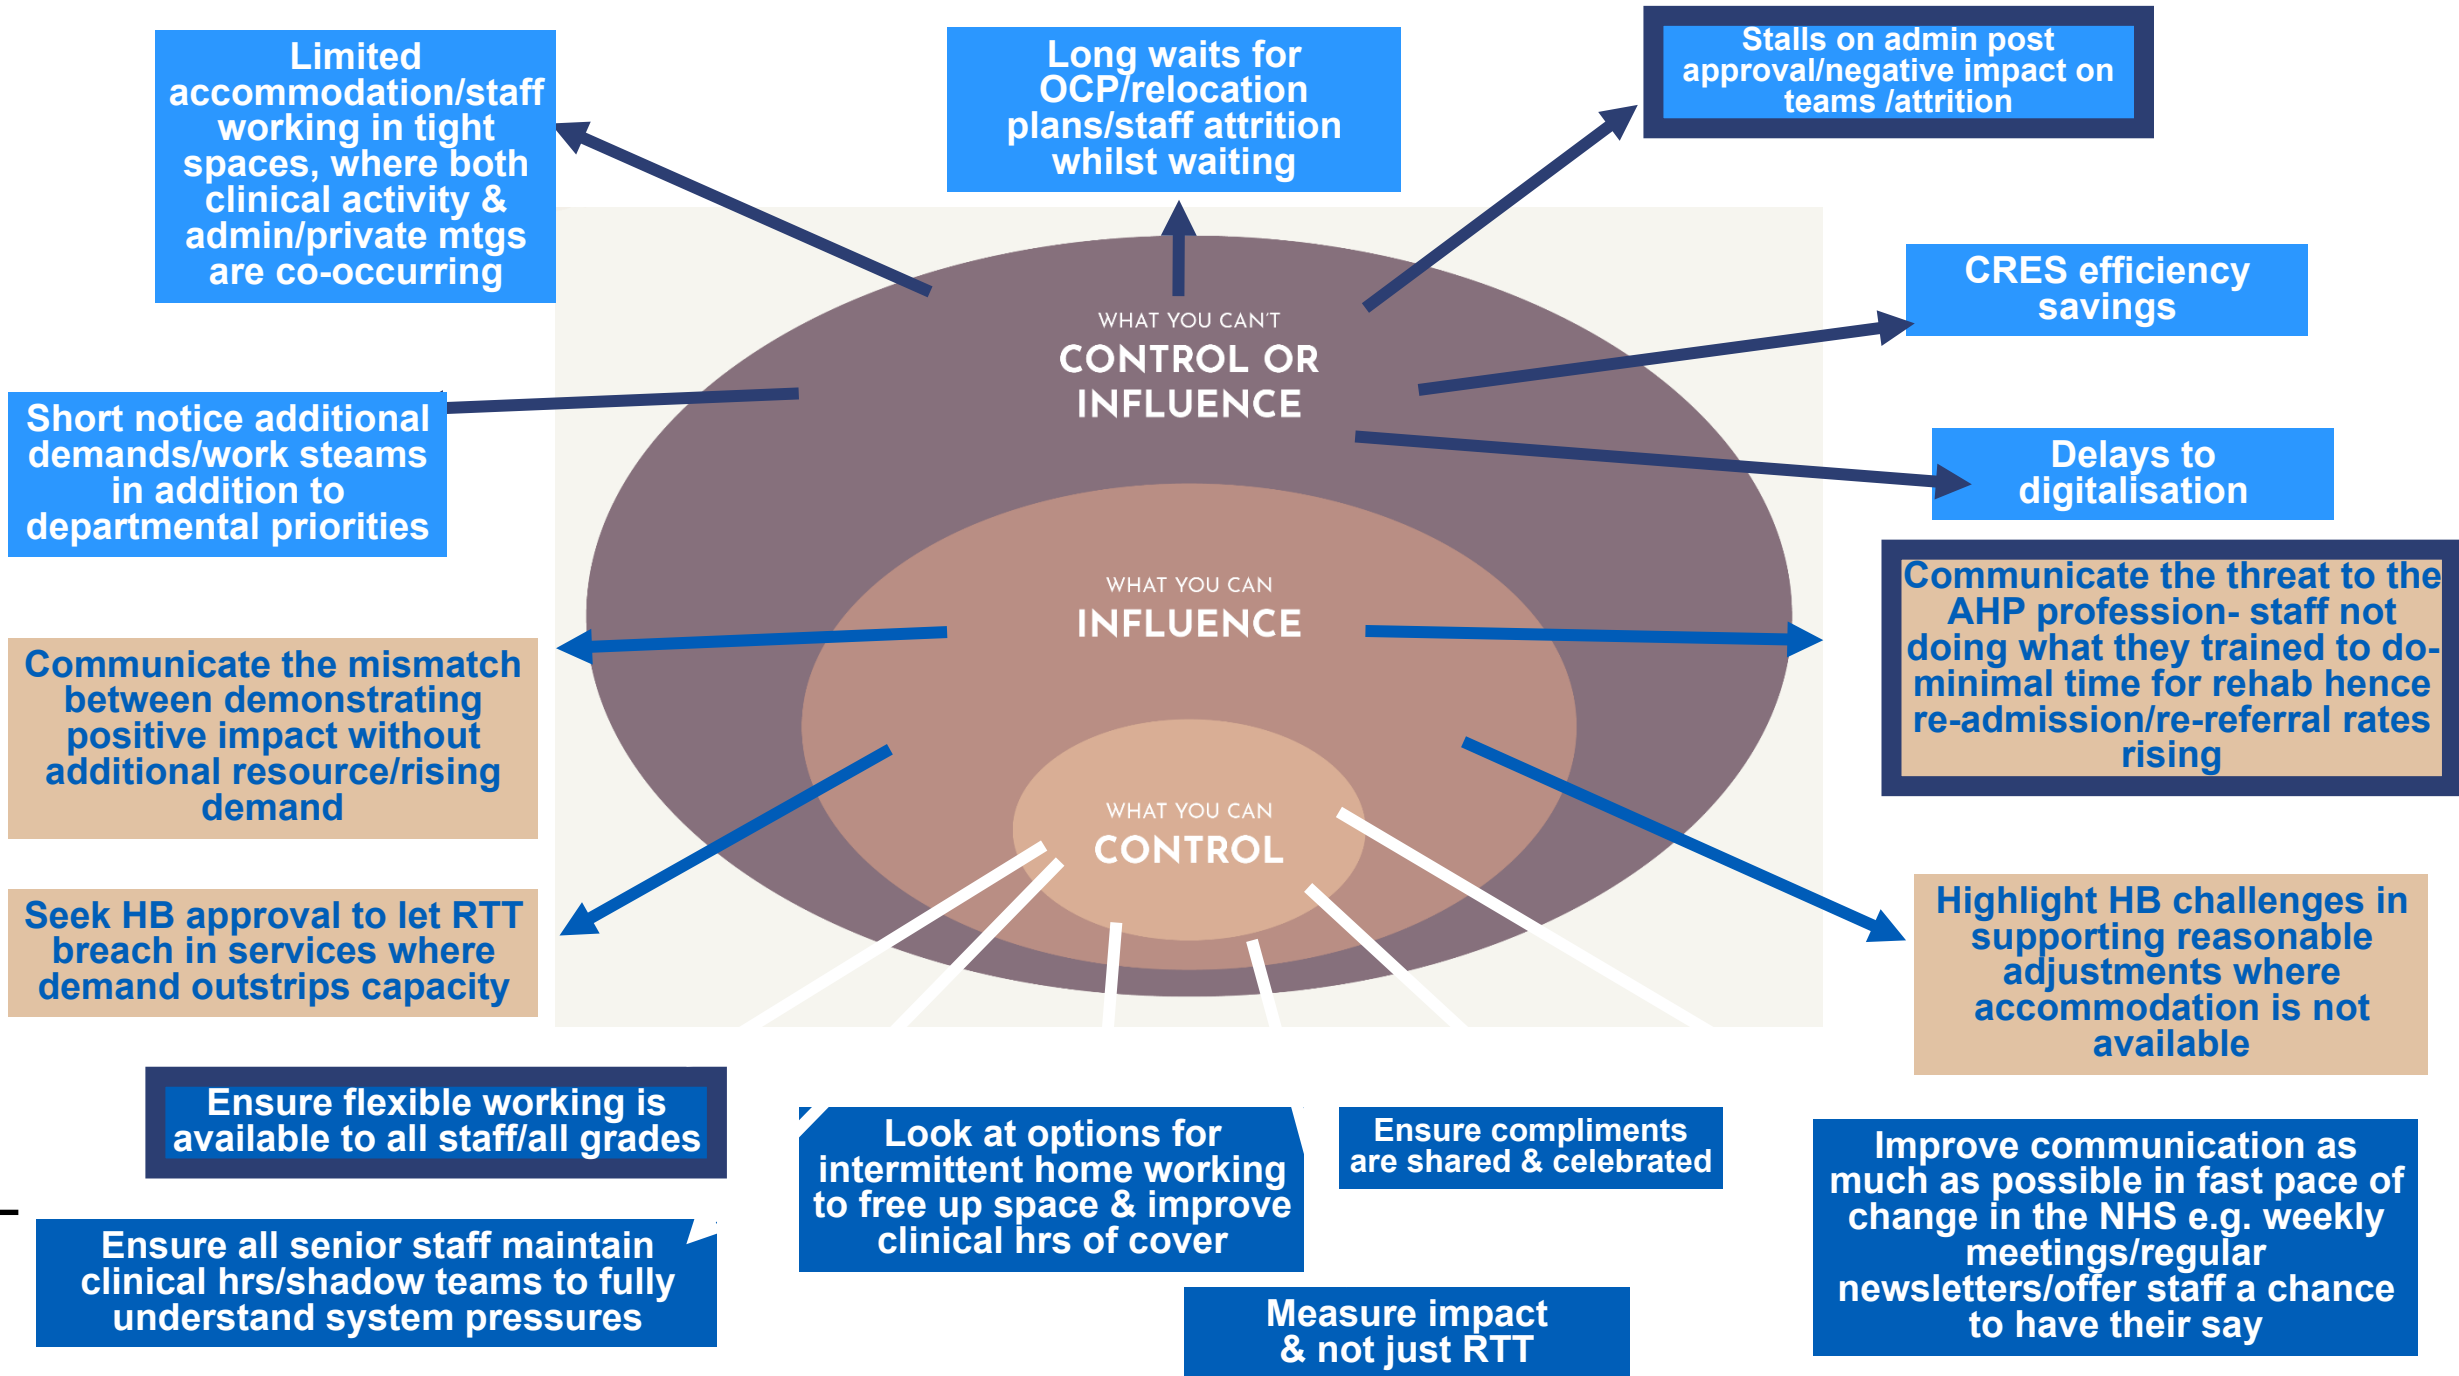 Limited
accommodation/staff
working in tight
spaces, where both
clinical activity &
admin/private mtgs
are co-occurring
Long waits for
OCP/relocation
plans/staff attrition
whilst waiting
Stalls on admin post
approval/negative impact on
teams /attrition
CRES efficiency
savings
WHAT YOU CAN'T
CONTROL OR
INFLUENCE
Short notice additional
demands/work steams
in addition to
departmental priorities
Delays to
digitalisation
WHAT YOU CAN
INFLUENCE
Communicate the threat to the
AHP profession- staff not
doing what they trained to do-
minimal time for rehab hence
re-admission/re-referral rates
rising
Communicate the mismatch
between demonstrating
positive impact without
additional resource/rising
demand
WHAT YOU CAN
CONTROL
Seek HB approval to let RTT
breach in services where
demand outstrips capacity
Highlight HB challenges in
supporting reasonable
adjustments where
accommodation is not
available
Ensure flexible working is
available to all staff/all grades
Look at options for
intermittent home working
to free up space & improve
clinical hrs of cover
Ensure compliments
are shared & celebrated
Improve communication as
much as possible in fast pace of
change in the NHS e.g. weekly
meetings/regular
newsletters/offer staff a chance
to have their say
Ensure all senior staff maintain
clinical hrs/shadow teams to fully
understand system pressures
Measure impact
& not just RTT